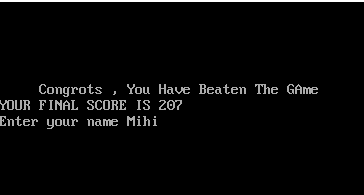 Congrots , You Have Beaten The GAme
YOUR FINAL SCORE IS 207
Enter your name Mihi